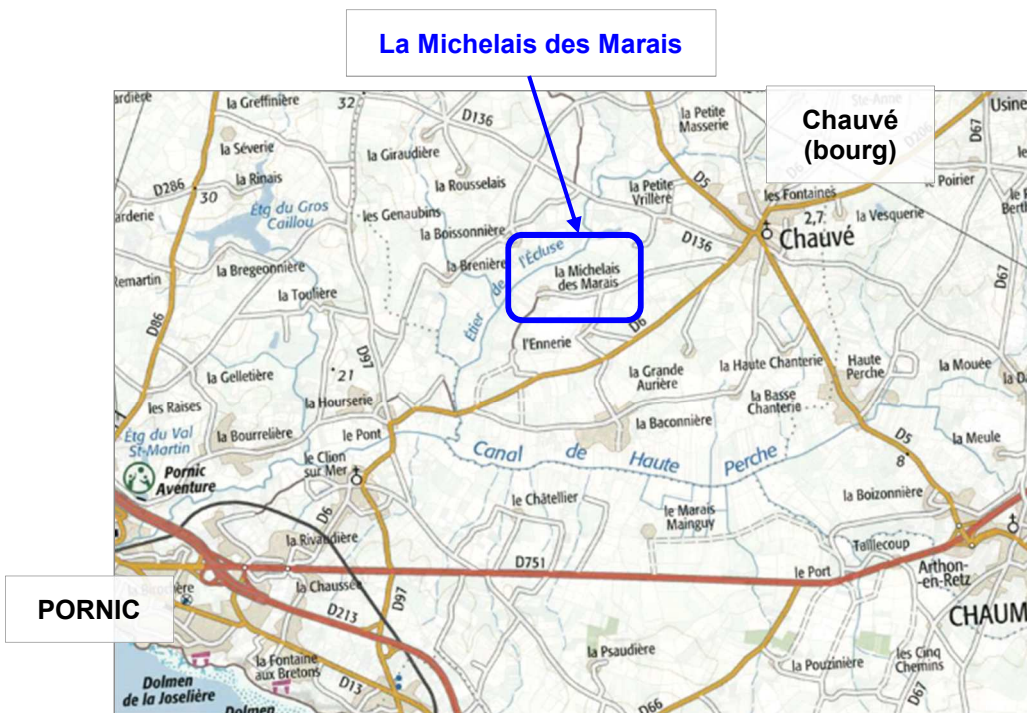 La Michelais des Marais
Chauvé
(bourg)
PORNIC
la Greffinière
32
D136
la Petite
Masserie
Ste-Anne
Usine
D67
D206
la Séverie
la Giraudière
D286
la Rinais
30
la Rousselais
la Petite
Vrillère
D5
les Fontaines
Étg du Gros
Caillou
les Genaubins
la Boissonnière
2,7
la Vesquerie
Chauvé
D136
la Brenière
Étier de l'Écluse
la Michelais
des Marais
la Bregeonnière
la Toulière
D67
D86
D97
D6
l'Ennerie
21
la Gelletière
la Grande
Aurière
la Haute Chanterie
Haute
Perche
la Mouée
les Raises
la Hourserie
la Basse
Chanterie
la Baconnière
Étg du Val
St-Martin
la Bourrelière
le Pont
Canal de Haute Perche
D5
8
la Meule
Pornic
Aventure
le Clion
sur Mer
le Châtellier
le Marais
Mainguy
la Boizonnière
D6
la Rivaudière
Taillecoup
D751
le Port
Arthon-
-en-Retz
la Chaussée
D213
D97
CHAUM
la Psaudière
la Pouzinière
les Cinq
Chemins
la Fontaine
aux Bretons
D13
Dolmen
de la Joselière
Dolmen
D66
D67